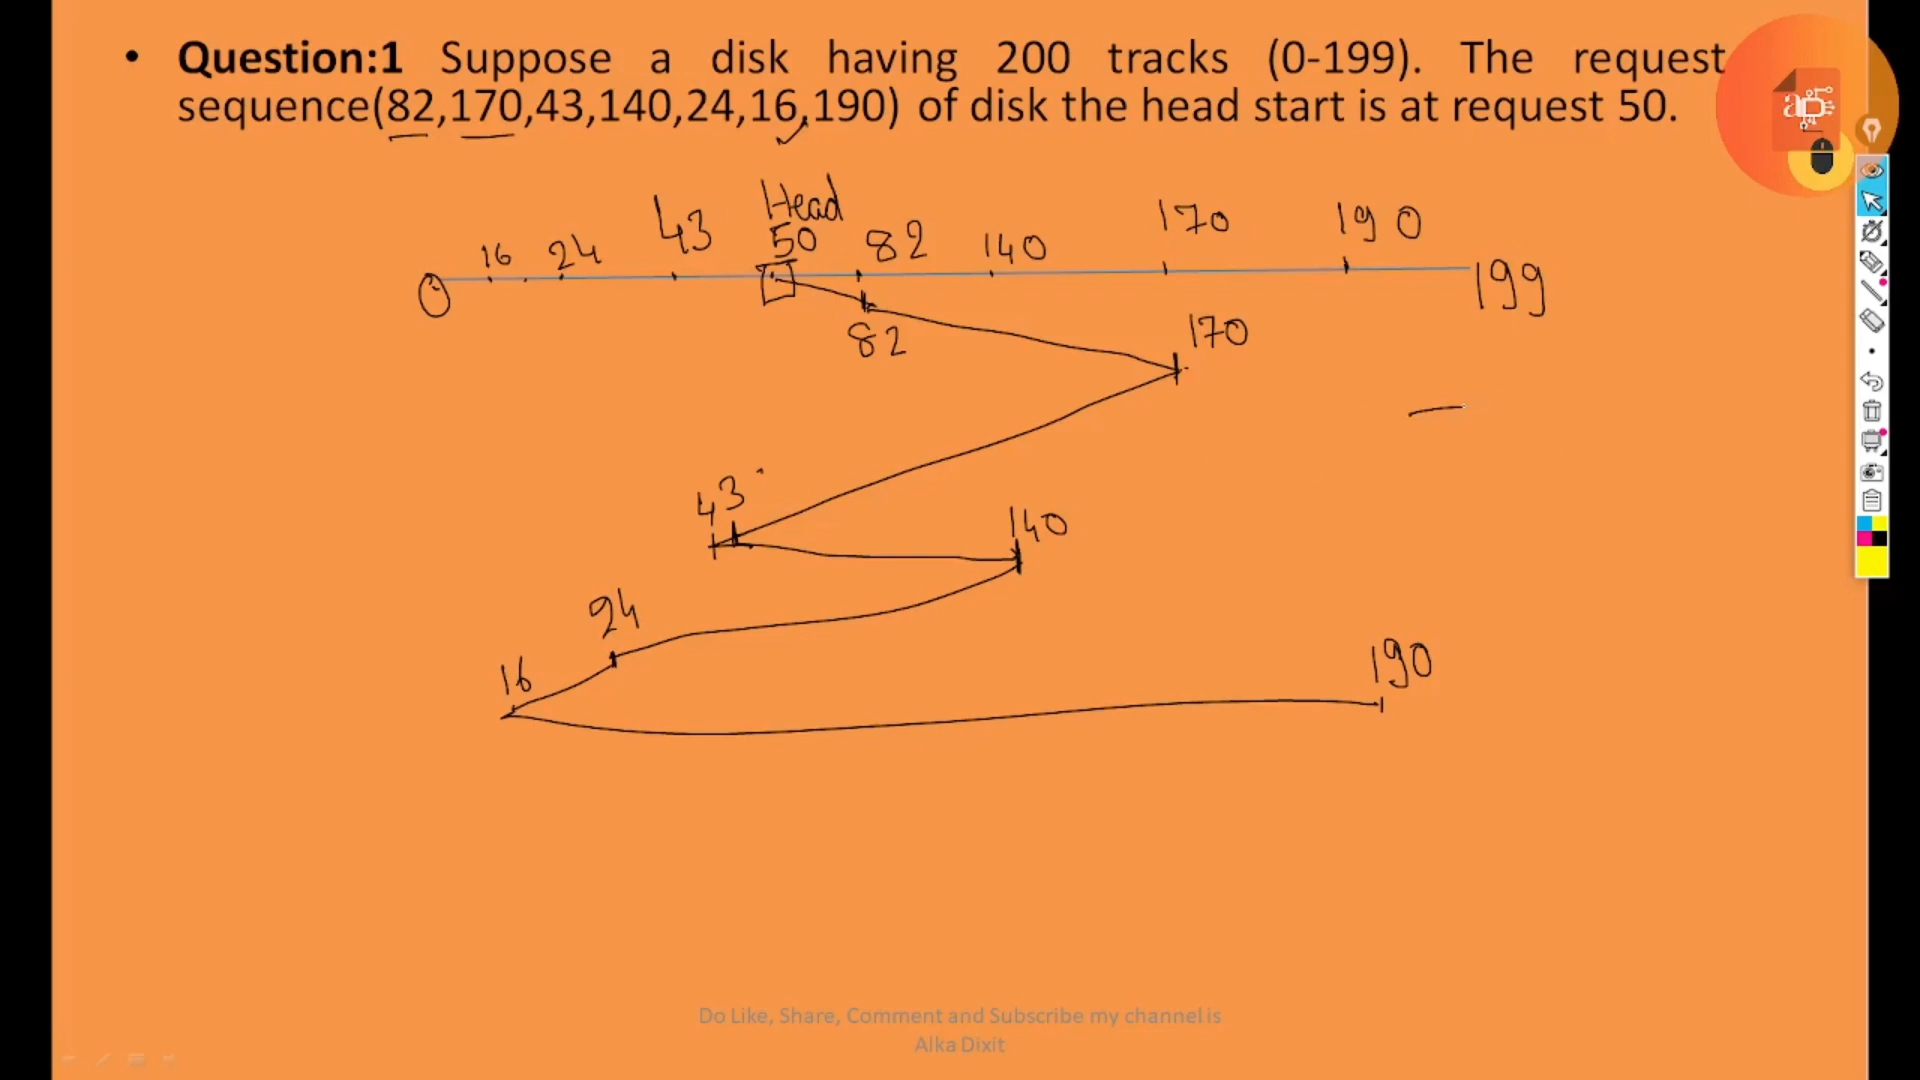 • Question:1 Suppose a disk having 200 tracks (0-199). The request
sequence(82,170,43,140,24,16,190) of disk the head start is at request 50.
Head
16 24 43 50 82 140 170 190
0 199
82 170
43 140
24
16 190
Do Like, Share, Comment and Subscribe my channel is
Alka Dixit